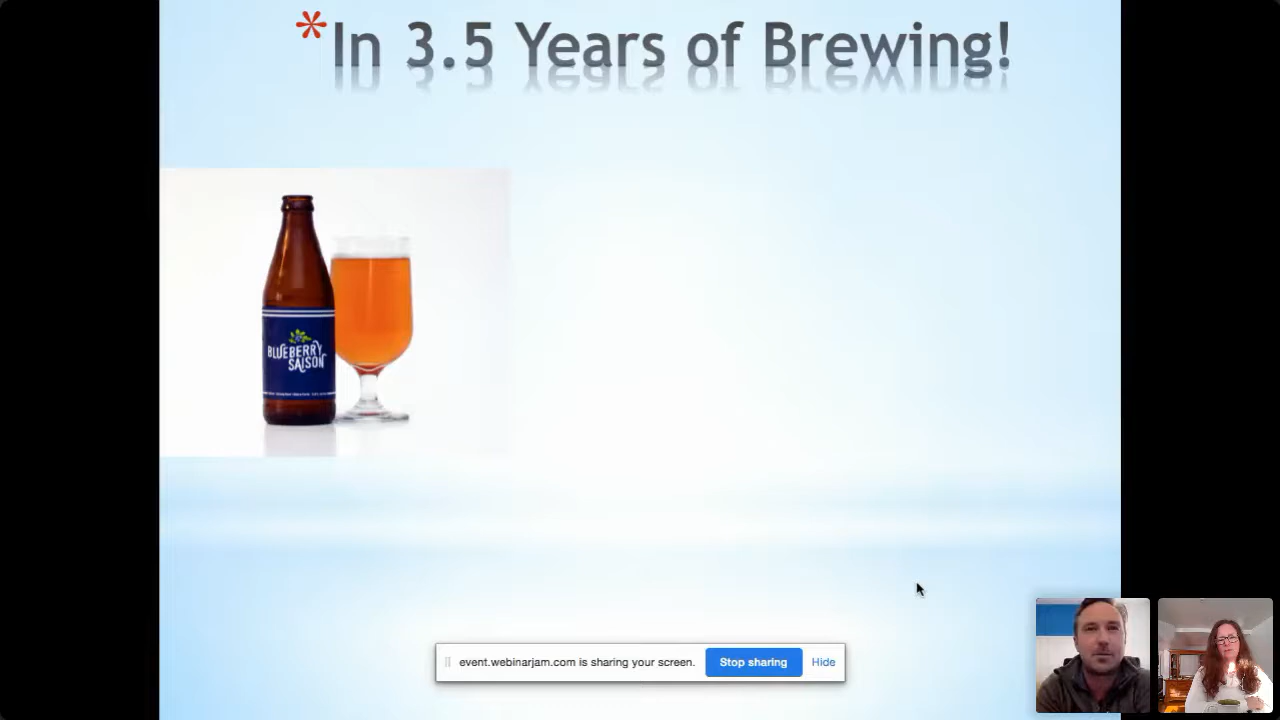 *In 3.5 Years of Brewing!
BLUEBERRY
SAISON
event.webinarjam.com is sharing your screen.
Stop sharing
Hide